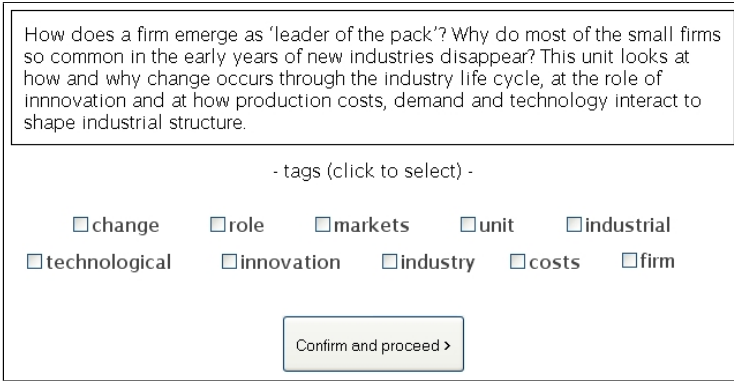 How does a firm emerge as ‘leader of the pack’? Why do most of the small firms
so common in the early years of new industries disappear? This unit looks at
how and why change occurs through the industry life cycle, at the role of
innnovation and at how production costs, demand and technology interact to
shape industrial structure.
- tags (click to select) -
change role markets unit industrial
technological innovation industry costs firm
Confirm and proceed >